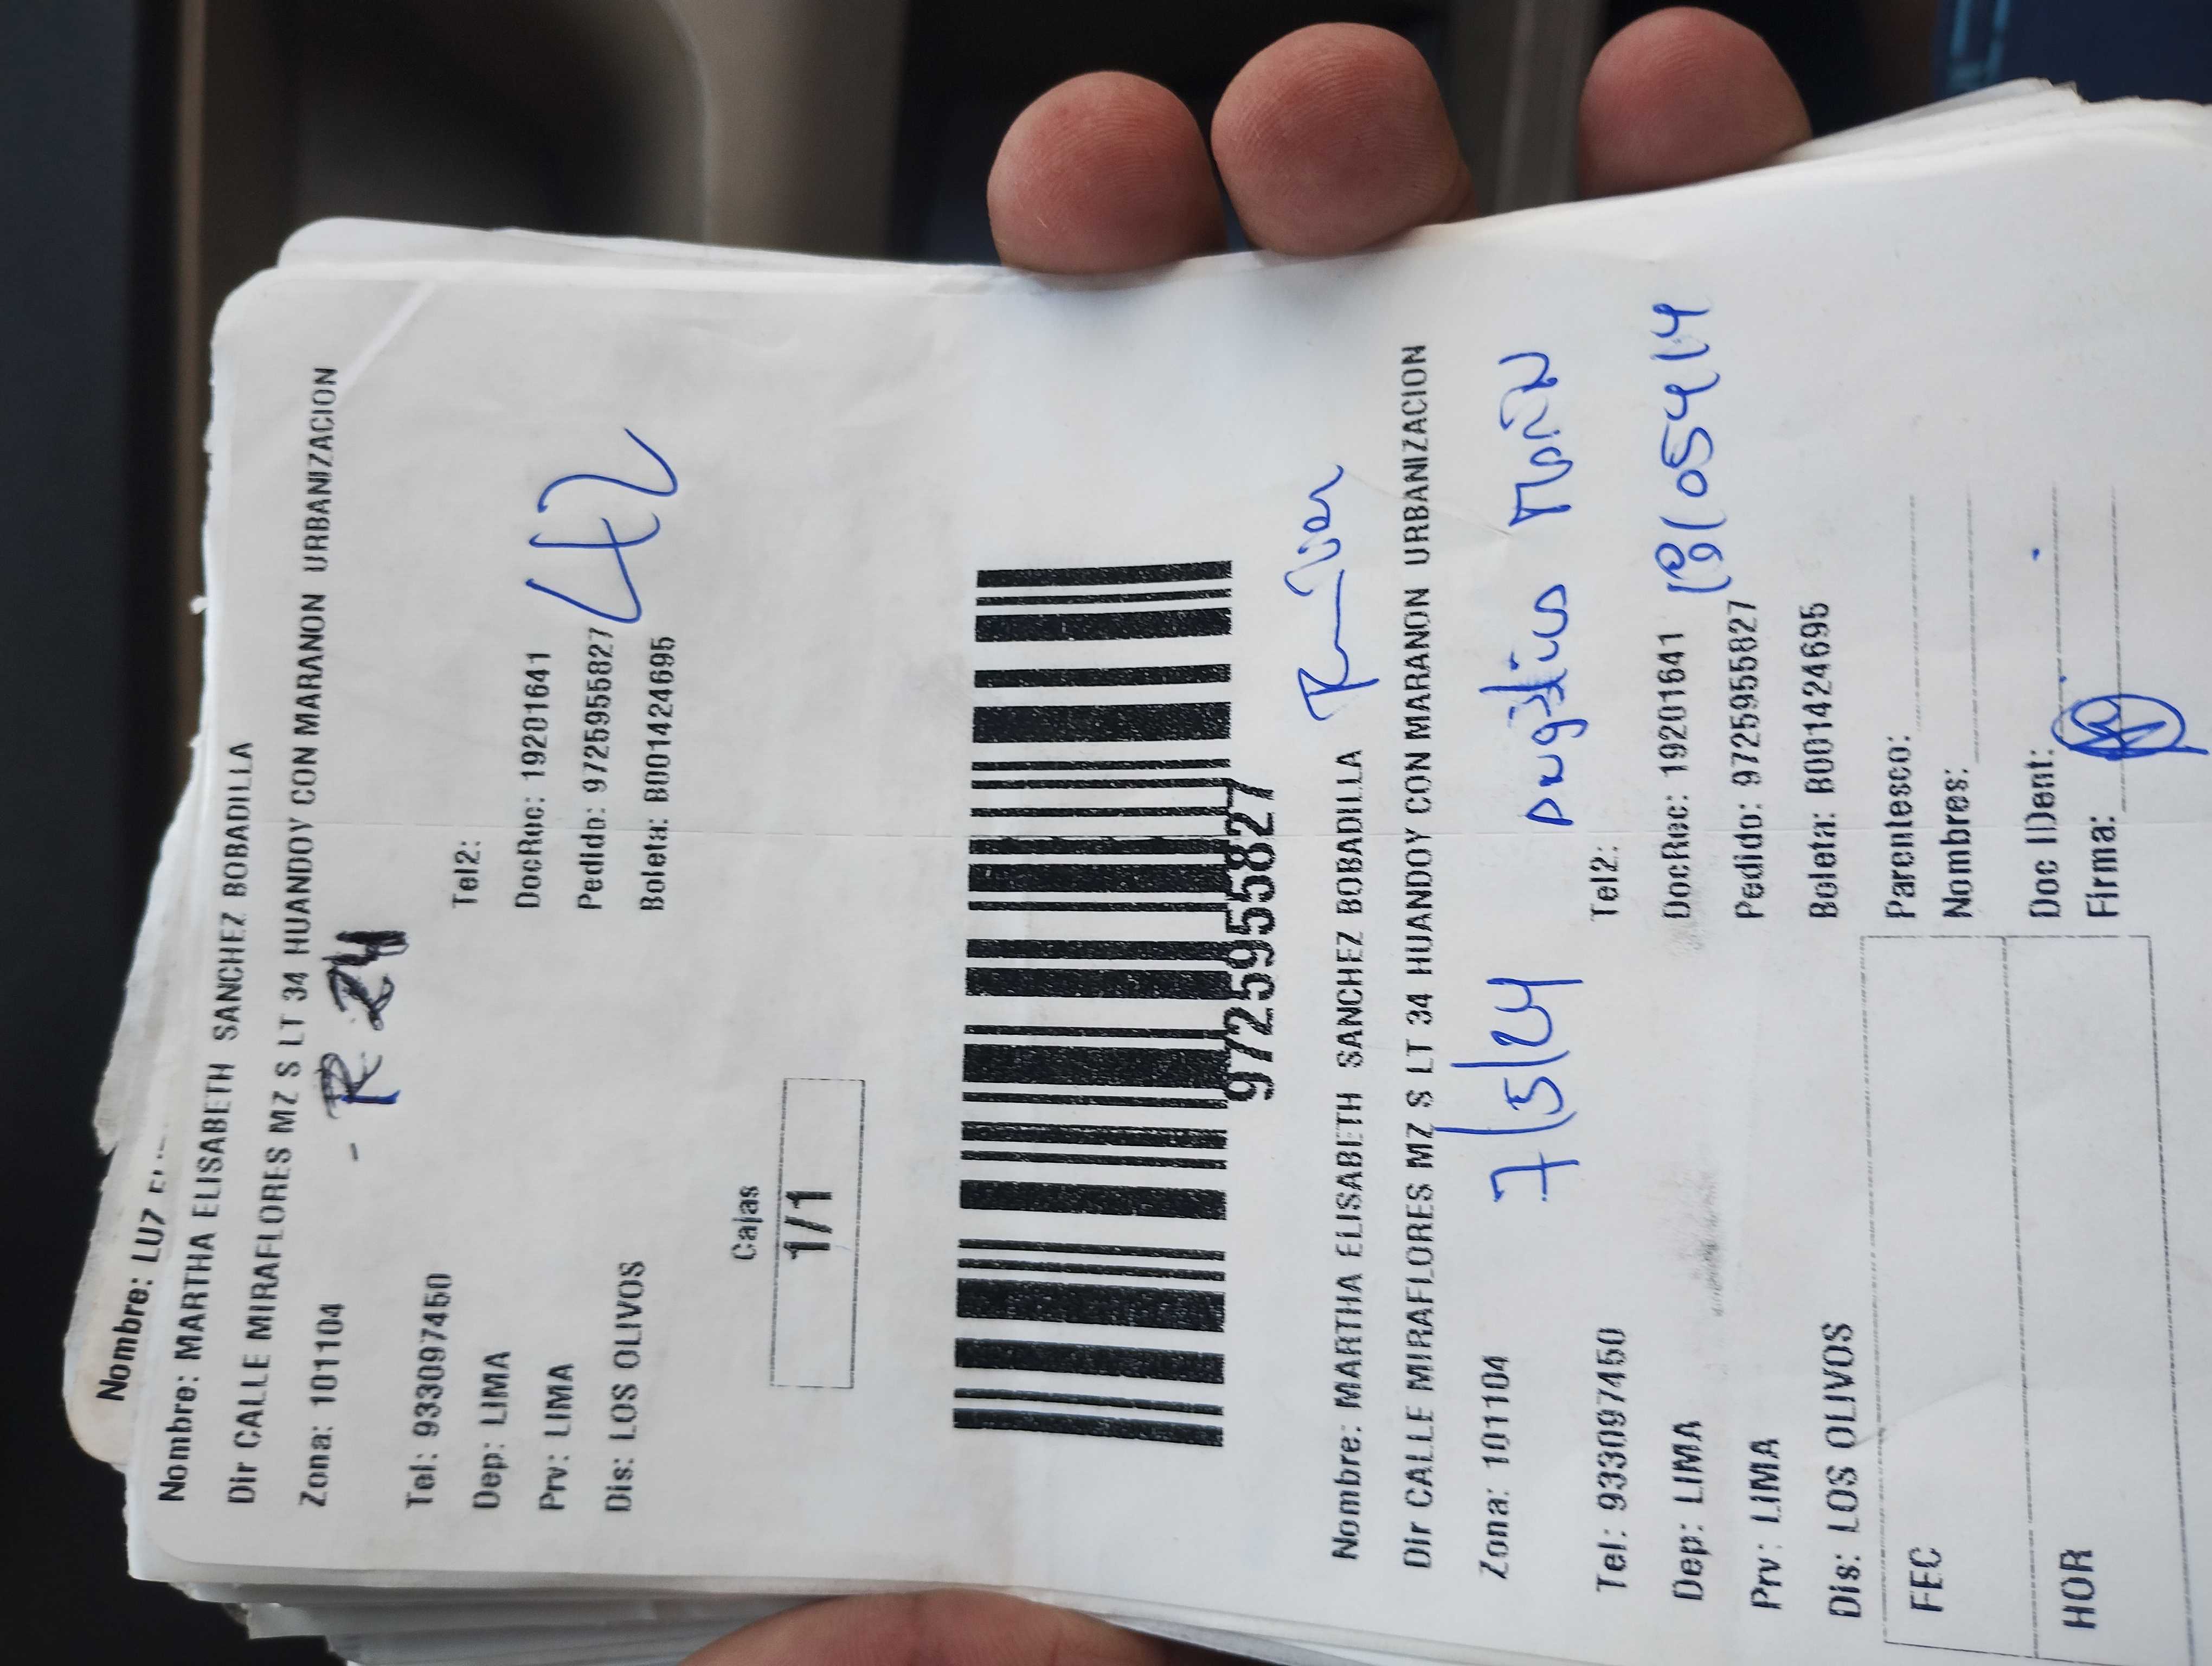 Nombre: LUZ
Nombre: MARTHA ELISABETH SANCHEZ BOBADILLA
Dir CALLE MIRAFLORES MZ S LT 34 HUANDOY CON MARANON URBANIZACION
Zona: 101104
- R 24
Tel: 933097450 Tel2:
Dep: LIMA DocRec: 19201641
Prv: LIMA Pedido: 9725955827
42
Dis: LOS OLIVOS Boleta: B001424695
Cajas
1/1
9725955827
Nombre: MARTHA ELISABETH SANCHEZ BOBADILLA
Dir CALLE MIRAFLORES MZ S LT 34 HUANDOY CON MARANON URBANIZACION
Zona: 101104 7/5/24
Tel: 933097450 Tel2:
Dep: LIMA DocRec: 19201641
Prv: LIMA Pedido: 9725955827
Dis: LOS OLIVOS Boleta: B001424695
FEC Parentesco:
Nombres:
HOR Doc IDent:
Firma: